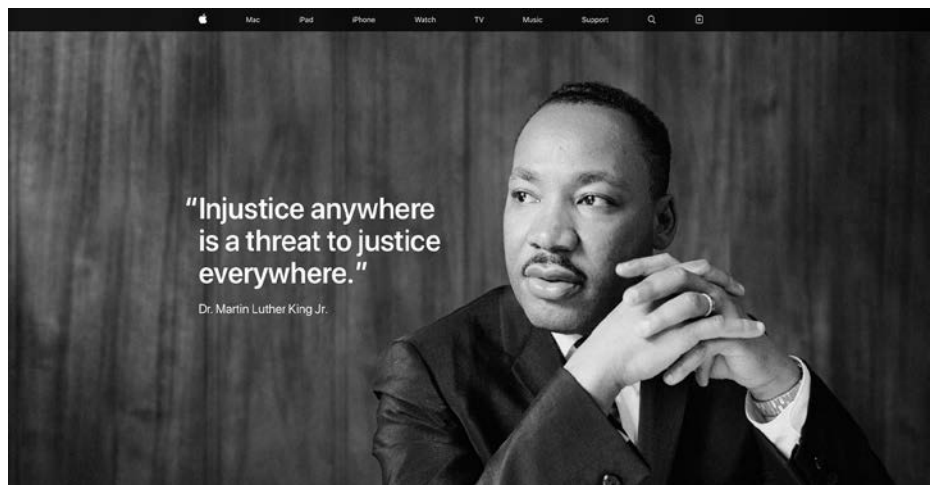 Mac iPad iPhone Watch TV Music Support
“Injustice anywhere
is a threat to justice
everywhere.”
Dr. Martin Luther King Jr.